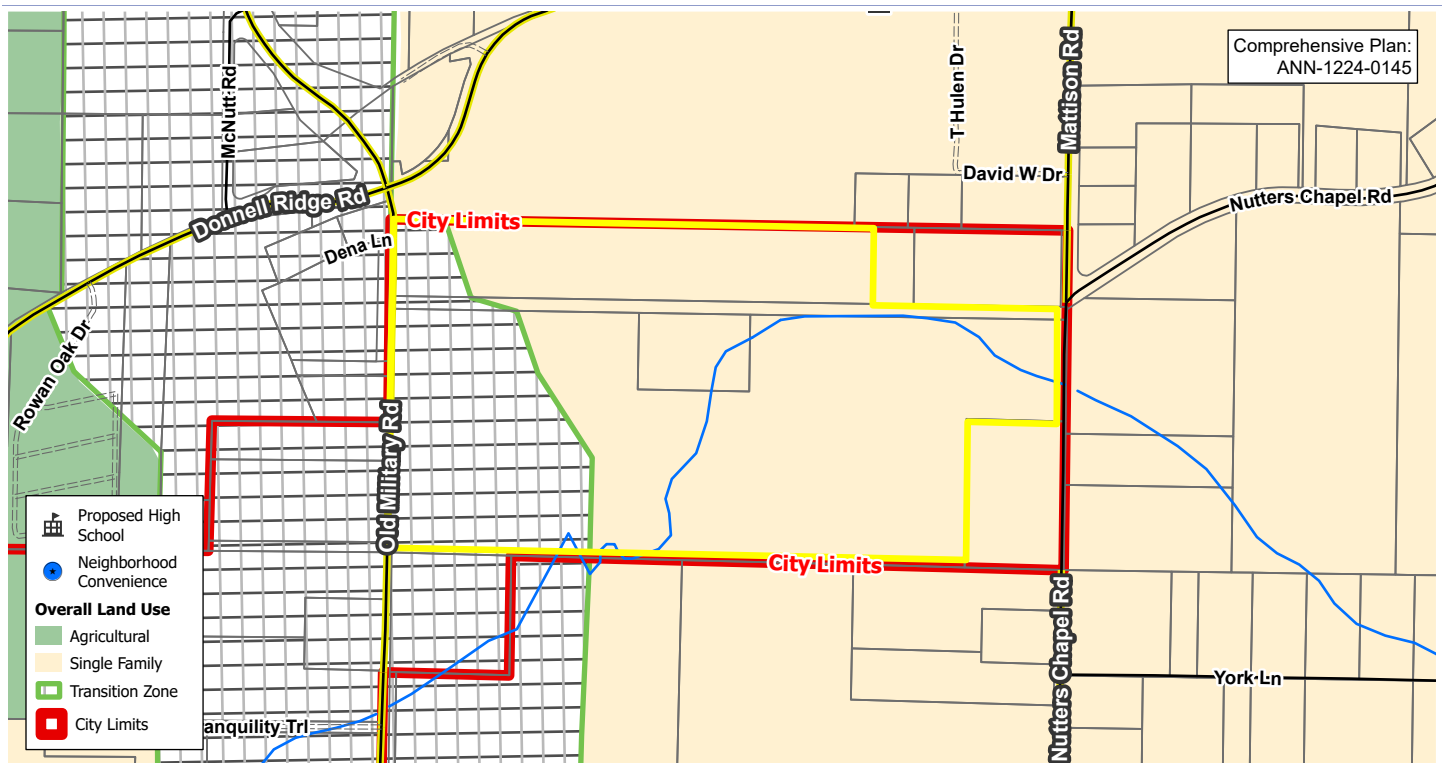 Comprehensive Plan:
ANN-1224-0145
McNutt Rd
T Hulen Dr
Mattison Rd
David W Dr
Nutters Chapel Rd
Donnell Ridge Rd
City Limits
Dena Ln
Rowan Oak Dr
Old Military Rd
City Limits
Nutters Chapel Rd
York Ln
anquility Trl
Proposed High
School
Neighborhood
Convenience
Overall Land Use
Agricultural
Single Family
Transition Zone
City Limits